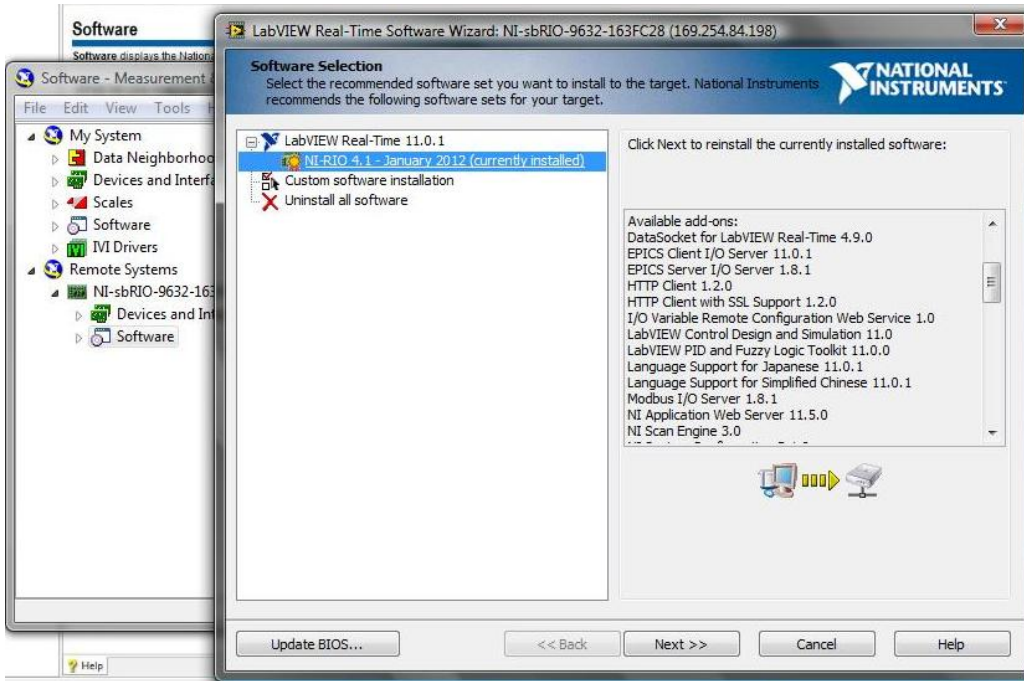 Software
Software displays the Nation
Software - Measurement &
File Edit View Tools H
My System
Data Neighborhoo
Devices and Interfa
Scales
Software
IVI Drivers
Remote Systems
NI-sbRIO-9632-163
Devices and Int
Software
Help
LabVIEW Real-Time Software Wizard: NI-sbRIO-9632-163FC28 (169.254.84.198)
Software Selection
Select the recommended software set you want to install to the target. National Instruments
recommends the following software sets for your target.
NATIONAL
INSTRUMENTS
LabVIEW Real-Time 11.0.1
NI-RIO 4.1 - January 2012 (currently installed)
Custom software installation
Uninstall all software
Click Next to reinstall the currently installed software:
Available add-ons:
DataSocket for LabVIEW Real-Time 4.9.0
EPICS Client I/O Server 11.0.1
EPICS Server I/O Server 1.8.1
HTTP Client 1.2.0
HTTP Client with SSL Support 1.2.0
I/O Variable Remote Configuration Web Service 1.0
LabVIEW Control Design and Simulation 11.0
LabVIEW PID and Fuzzy Logic Toolkit 11.0.0
Language Support for Japanese 11.0.1
Language Support for Simplified Chinese 11.0.1
Modbus I/O Server 1.8.1
NI Application Web Server 11.5.0
NI Scan Engine 3.0
Update BIOS...
<< Back
Next >>
Cancel
Help